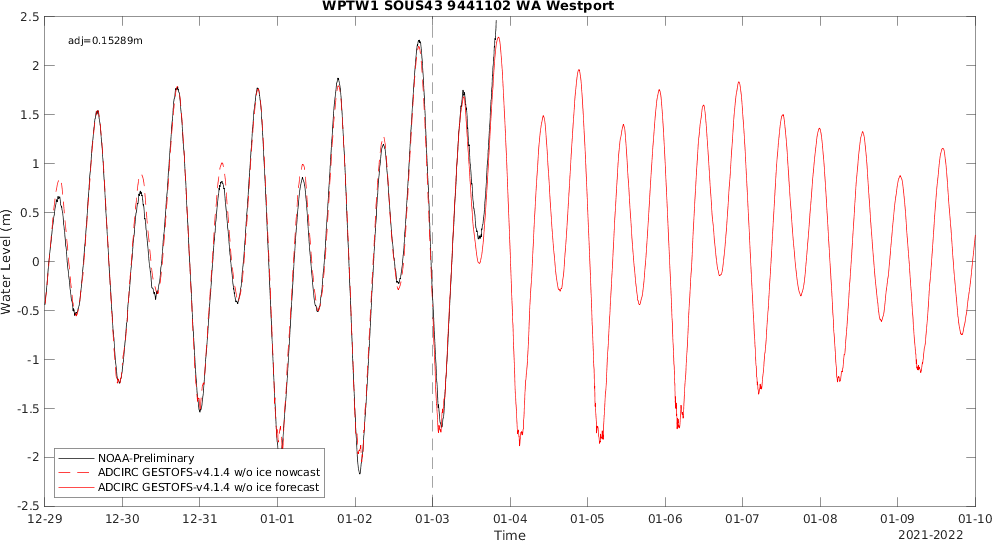 WPTW1 SOUS43 9441102 WA Westport
adj=0.15289m
2.5
2
1.5
1
0.5
0
-0.5
-1
-1.5
-2
-2.5
Water Level (m)
NOAA-Preliminary
ADCIRC GESTOFS-v4.1.4 w/o ice nowcast
ADCIRC GESTOFS-v4.1.4 w/o ice forecast
12-29 12-30 12-31 01-01 01-02 01-03 01-04 01-05 01-06 01-07 01-08 01-09 01-10
Time
2021-2022